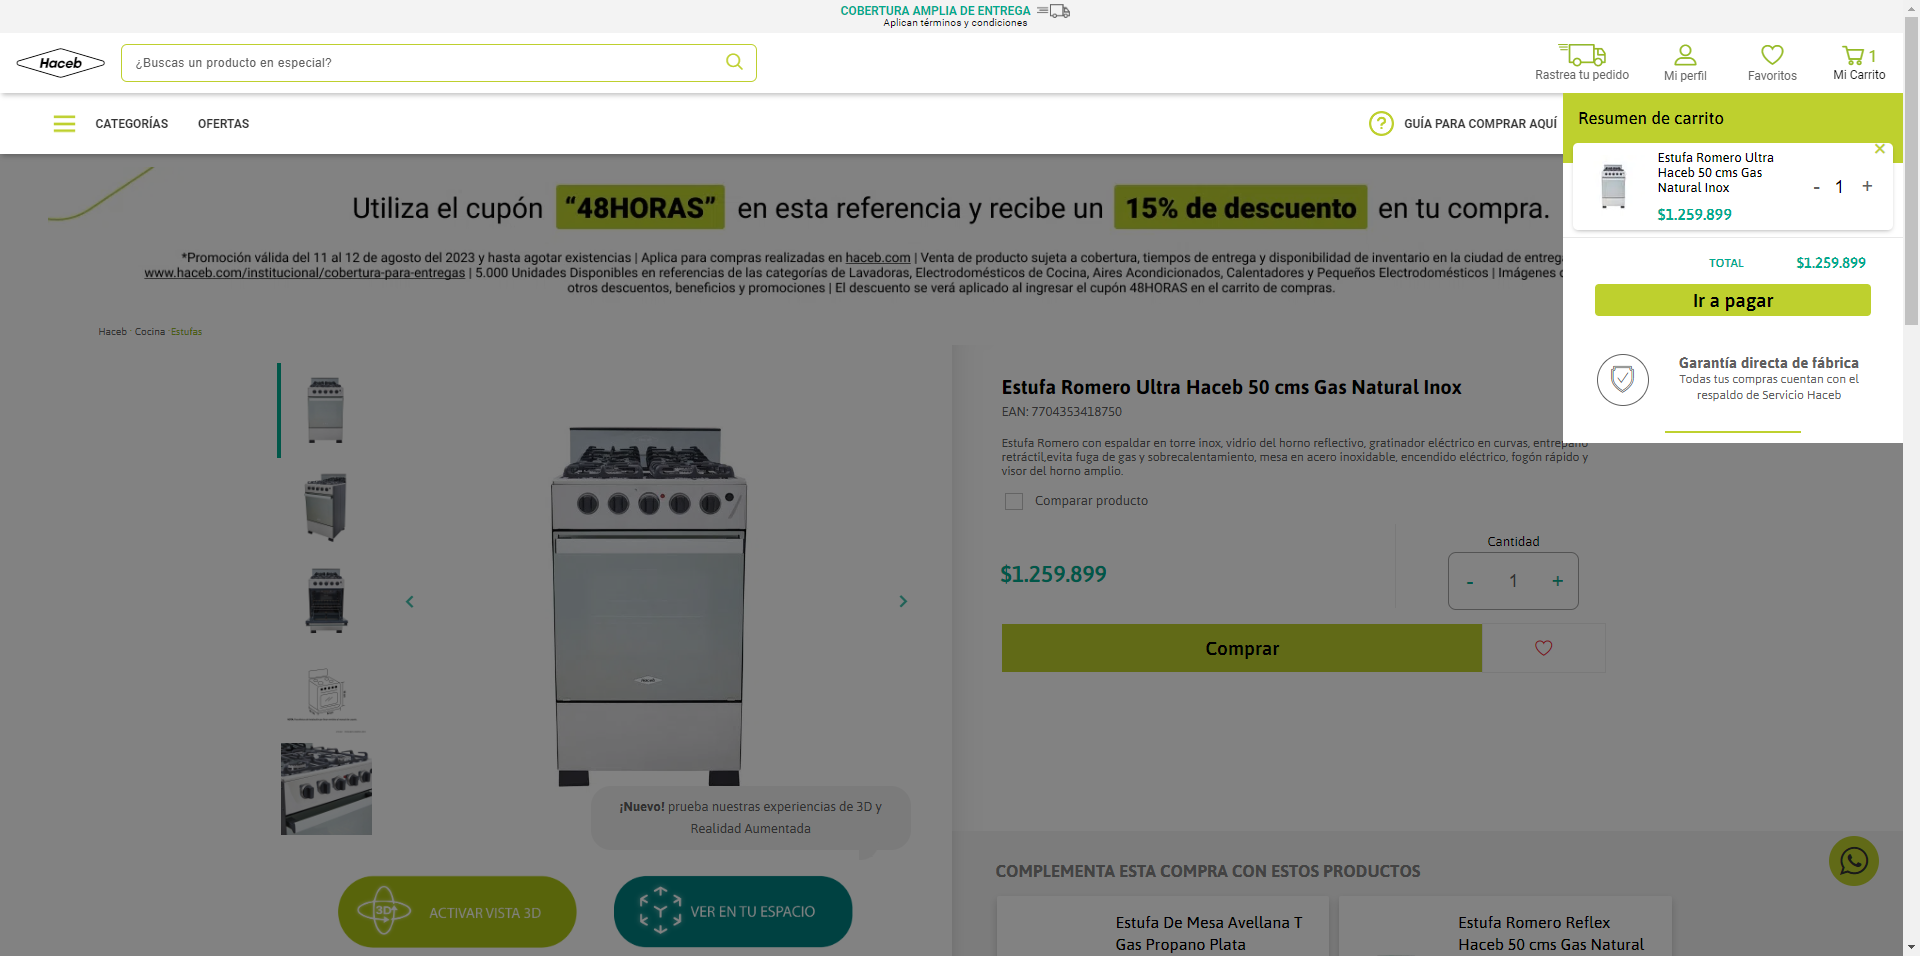 COBERTURA AMPLIA DE ENTREGA
Aplican términos y condiciones
Haceb
¿Buscas un producto en especial?
Rastrea tu pedido
Mi perfil
Favoritos
1
Mi Carrito
CATEGORÍAS
OFERTAS
GUÍA PARA COMPRAR AQUÍ
Resumen de carrito
Estufa Romero Ultra
Haceb 50 cms Gas
Natural Inox
- 1 +
$1.259.899
TOTAL $1.259.899
Ir a pagar
Garantía directa de fábrica
Todas tus compras cuentan con el
respaldo de Servicio Haceb
Utiliza el cupón “48HORAS” en esta referencia y recibe un 15% de descuento en tu compra.
*Promoción válida del 11 al 12 de agosto del 2023 y hasta agotar existencias | Aplica para compras realizadas en haceb.com | Venta de producto sujeta a cobertura, tiempos de entrega y disponibilidad de inventario en la ciudad de entrega
www.haceb.com/institucional/cobertura-para-entregas | 5.000 Unidades Disponibles en referencias de las categorías de Lavadoras, Electrodomésticos de Cocina, Aires Acondicionados, Calentadores y Pequeños Electrodomésticos | Imágenes
otros descuentos, beneficios y promociones | El descuento se verá aplicado al ingresar el cupón 48HORAS en el carrito de compras.
Haceb · Cocina · Estufas
Estufa Romero Ultra Haceb 50 cms Gas Natural Inox
EAN: 7704353418750
Estufa Romero con espaldar en torre inox, vidrio del horno reflectivo, gratinador eléctrico en curvas, entrepaño
retráctil,evita fuga de gas y sobrecalentamiento, mesa en acero inoxidable, encendido eléctrico, fogón rápido y
visor del horno amplio.
Comparar producto
Cantidad
$1.259.899
- 1 +
Comprar
Haceb
¡Nuevo! prueba nuestras experiencias de 3D y
Realidad Aumentada
3D
ACTIVAR VISTA 3D
VER EN TU ESPACIO
COMPLEMENTA ESTA COMPRA CON ESTOS PRODUCTOS
Estufa De Mesa Avellana T
Gas Propano Plata
Estufa Romero Reflex
Haceb 50 cms Gas Natural